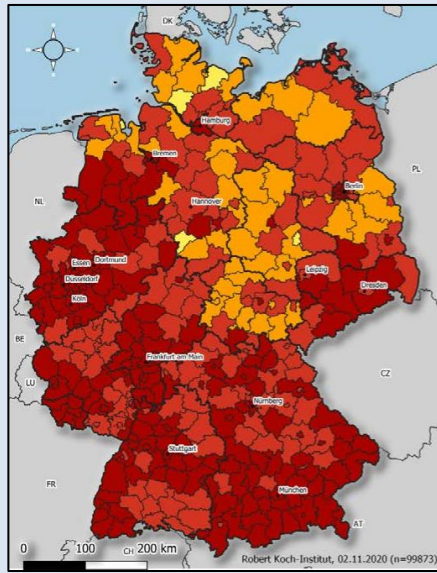 DK
Hamburg
Bremen
PL
Berlin
Hannover
NL
Essen
Dortmund
Düsseldorf
Leipzig
Köln
Dresden
BE
Frankfurt am Main
LU
CZ
Nürnberg
Stuttgart
FR
München
AT
CH
0 100 200 km
Robert Koch-Institut, 02.11.2020 (n=99873)